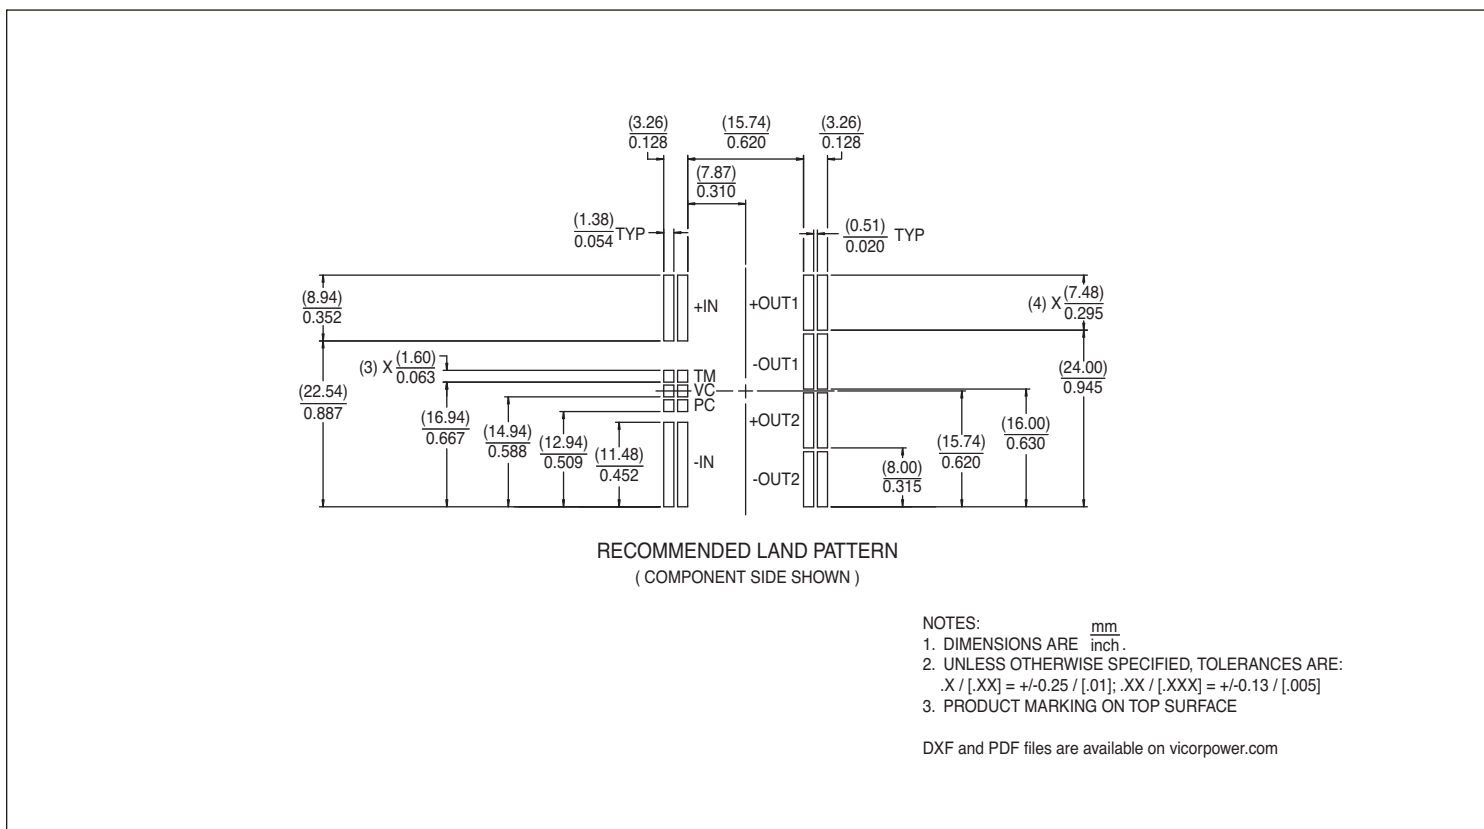 (3.26)
0.128
(15.74)
0.620
(3.26)
0.128
(7.87)
0.310
(1.38)
0.054
TYP
(0.51)
0.020
TYP
(8.94)
0.352
+IN
+OUT1
(4) X
(7.48)
0.295
(3) X
(1.60)
0.063
TM
VC
PC
-OUT1
+OUT2
(22.54)
0.887
(16.94)
0.667
(14.94)
0.588
(12.94)
0.509
(11.48)
0.452
-IN
-OUT2
(8.00)
0.315
(15.74)
0.620
(16.00)
0.630
(24.00)
0.945
RECOMMENDED LAND PATTERN
( COMPONENT SIDE SHOWN )
NOTES:
1. DIMENSIONS ARE mm
inch .
2. UNLESS OTHERWISE SPECIFIED, TOLERANCES ARE:
.X / [.XX] = +/-0.25 / [.01]; .XX / [.XXX] = +/-0.13 / [.005]
3. PRODUCT MARKING ON TOP SURFACE
DXF and PDF files are available on vicorpower.com